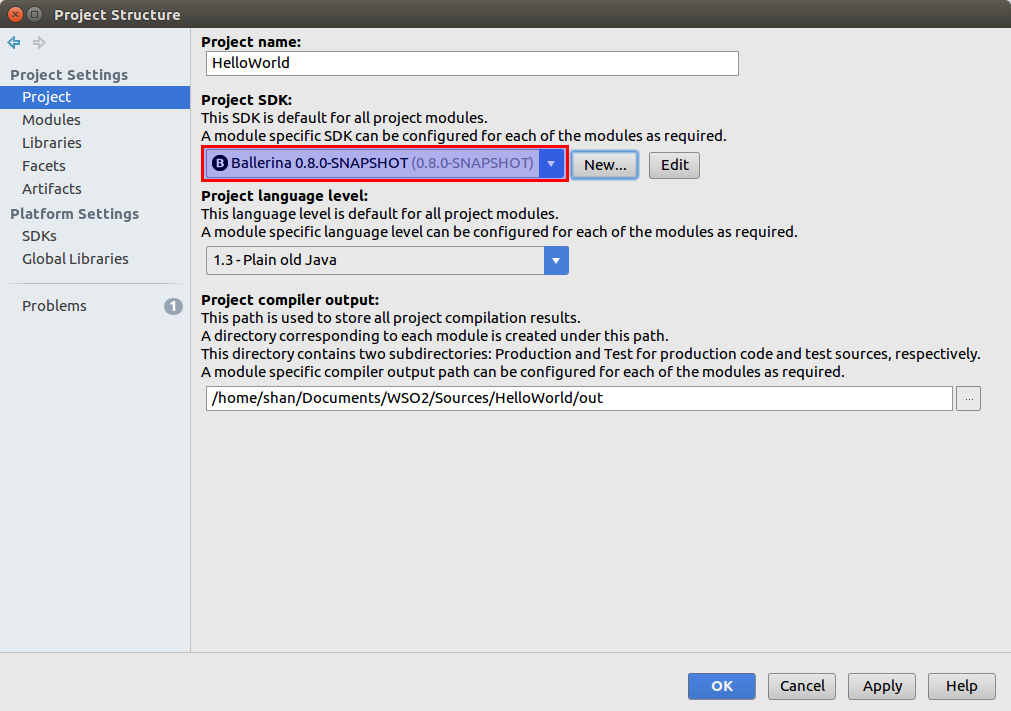 Project Structure
Project Settings
Project
Modules
Libraries
Facets
Artifacts
Platform Settings
SDKs
Global Libraries
Problems
1
Project name:
HelloWorld
Project SDK:
This SDK is default for all project modules.
A module specific SDK can be configured for each of the modules as required.
B Ballerina 0.8.0-SNAPSHOT (0.8.0-SNAPSHOT) New... Edit
Project language level:
This language level is default for all project modules.
A module specific language level can be configured for each of the modules as required.
1.3 - Plain old Java
Project compiler output:
This path is used to store all project compilation results.
A directory corresponding to each module is created under this path.
This directory contains two subdirectories: Production and Test for production code and test sources, respectively.
A module specific compiler output path can be configured for each of the modules as required.
/home/shan/Documents/WSO2/Sources/HelloWorld/out ...
OK Cancel Apply Help